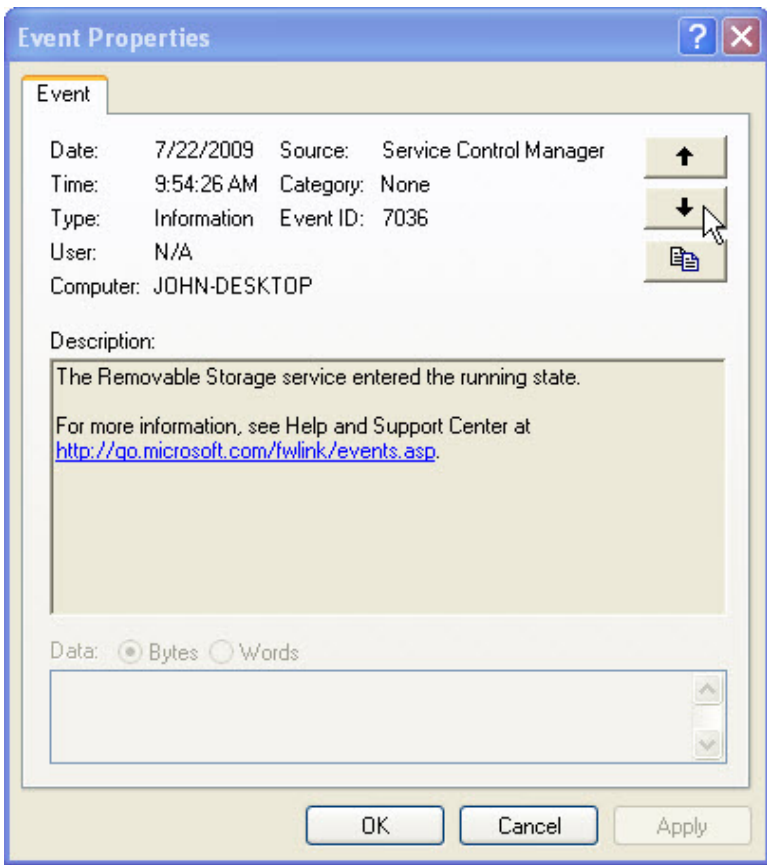 Event Properties
Event
Date: 7/22/2009 Source: Service Control Manager
Time: 9:54:26 AM Category: None
Type: Information Event ID: 7036
User: N/A
Computer: JOHN-DESKTOP
Description:
The Removable Storage service entered the running state.
For more information, see Help and Support Center at
http://go.microsoft.com/fwlink/events.asp.
Data: Bytes Words
OK Cancel Apply